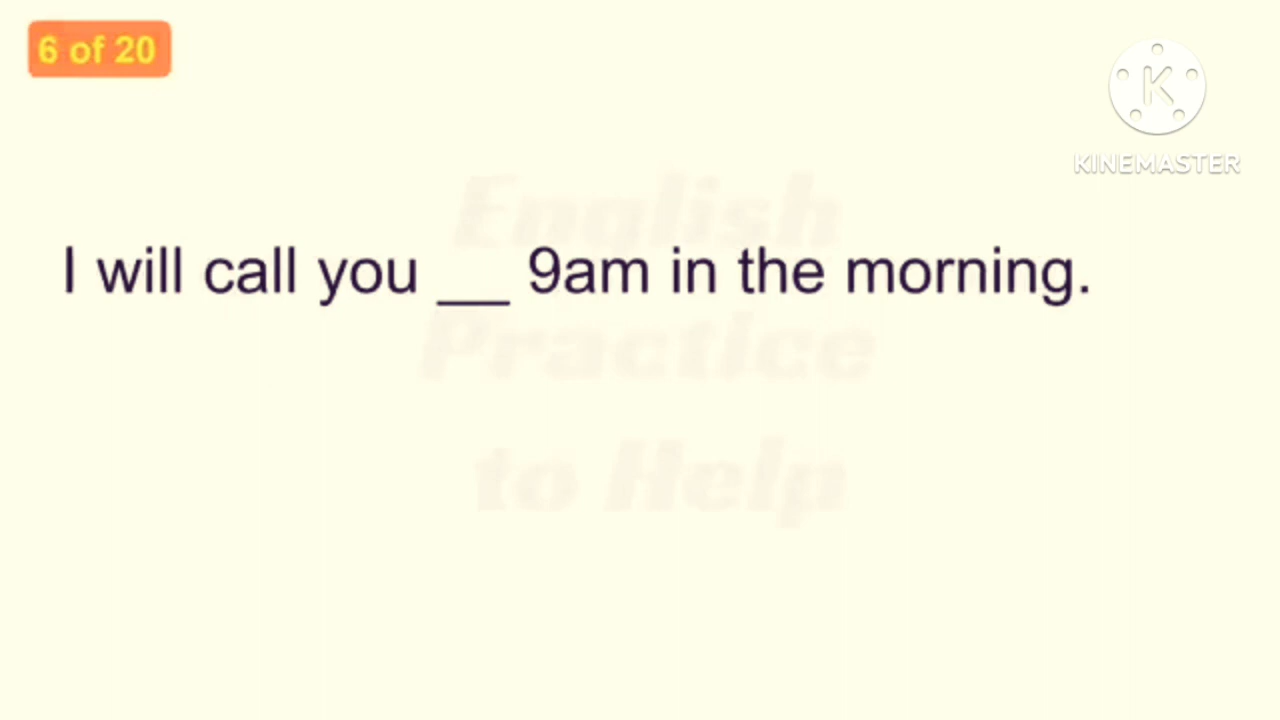 6 of 20
K
KINEMASTER
English
I will call you __ 9am in the morning.
Practice
to Help